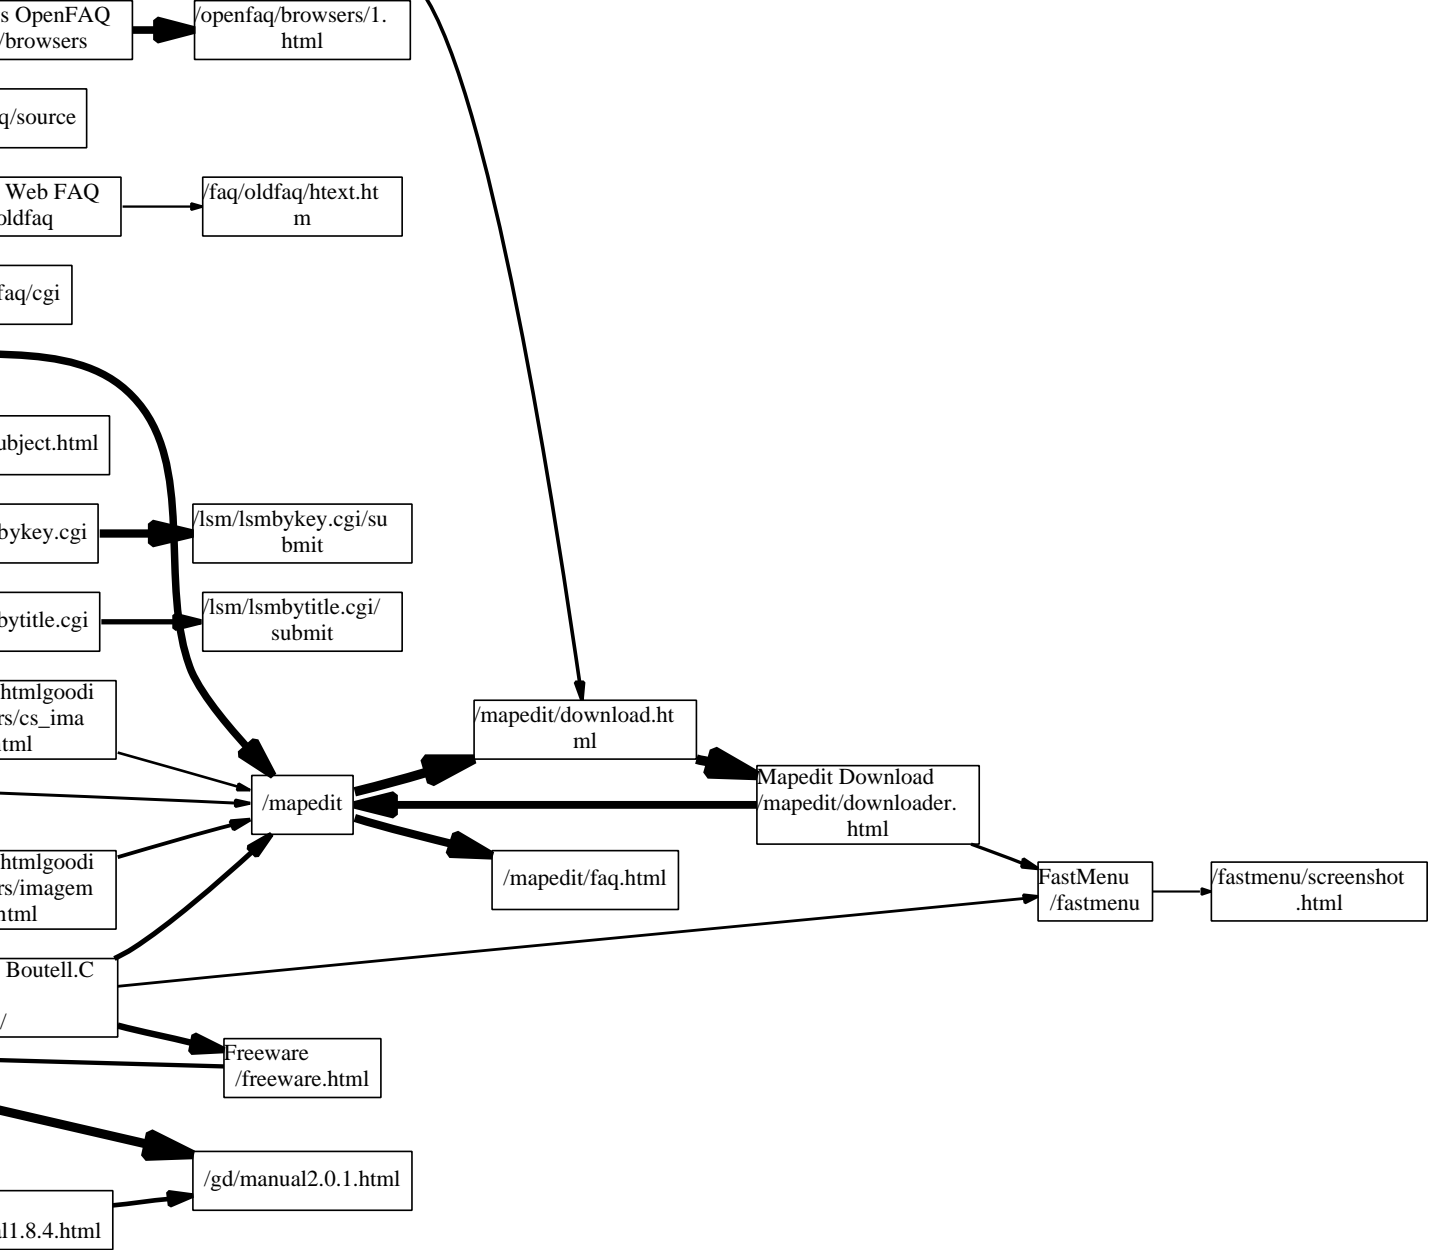 s OpenFAQ
/browsers
/openfaq/browsers/1.
html
q/source
Web FAQ
oldfaq
/faq/oldfaq/htext.ht
m
faq/cgi
ubject.html
bykey.cgi
/lsm/lsmbykey.cgi/su
bmit
bytitle.cgi
/lsm/lsmbytitle.cgi/
submit
htmlgoodi
rs/cs_ima
tml
/mapedit/download.ht
ml
/mapedit
Mapedit Download
/mapedit/downloader.
html
htmlgoodi
rs/imagem
html
/mapedit/faq.html
FastMenu
/fastmenu
/fastmenu/screenshot
.html
Boutell.C
/
Freeware
/freeware.html
/gd/manual2.0.1.html
l1.8.4.html